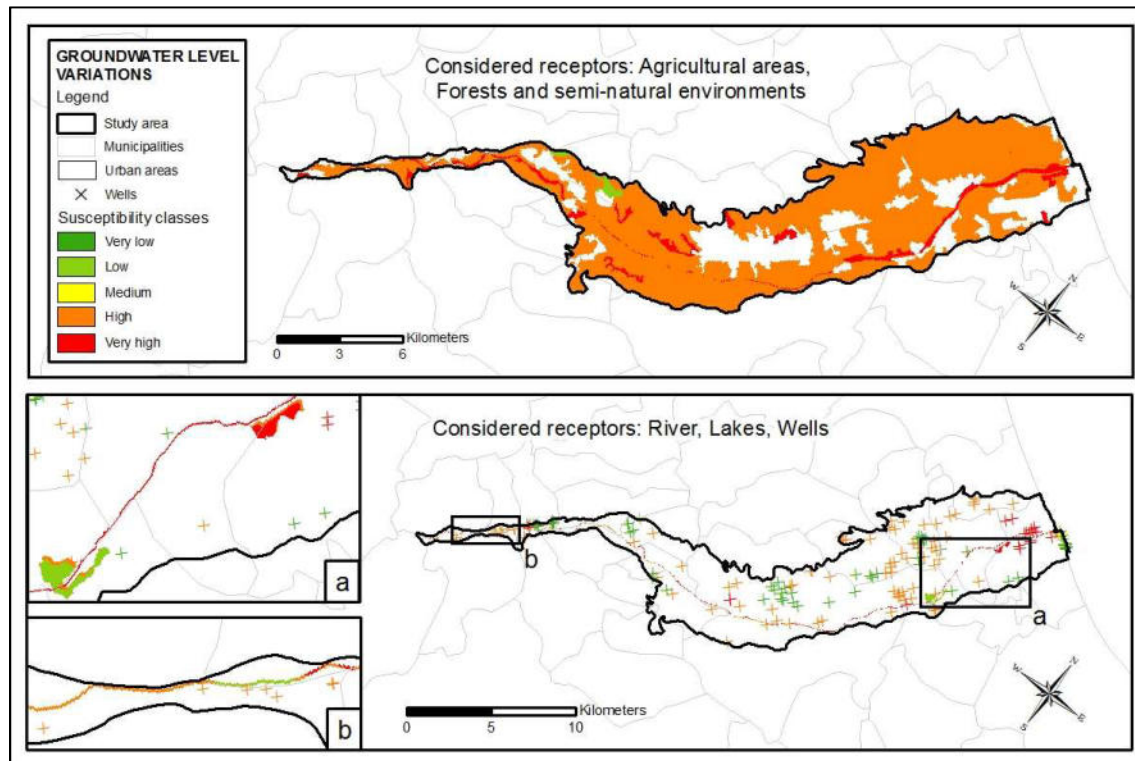 GROUNDWATER LEVEL
VARIATIONS
Legend
Study area
Municipalities
Urban areas
Wells
Susceptibility classes
Very low
Low
Medium
High
Very high
Considered receptors: Agricultural areas,
Forests and semi-natural environments
Kilometers
0 3 6
N
W
E
S
Considered receptors: River, Lakes, Wells
a
b
b
a
Kilometers
0 5 10
N
W
E
S